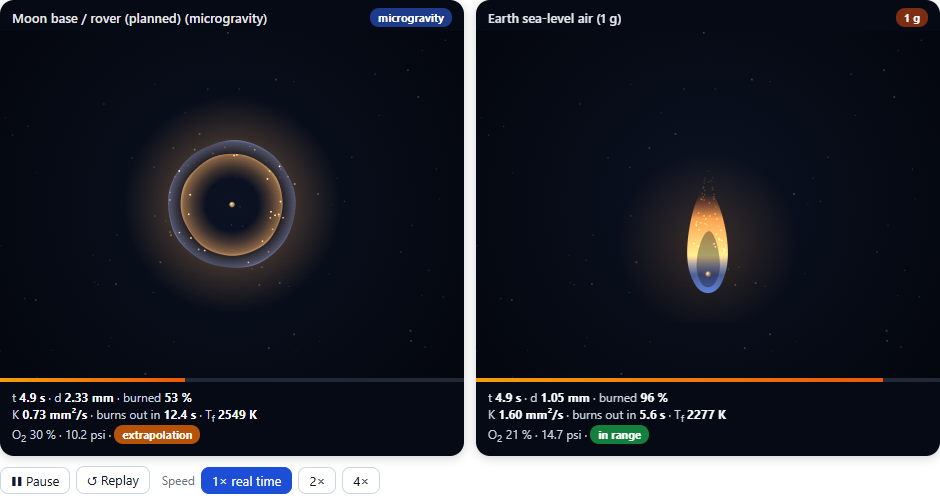 Moon base / rover (planned) (microgravity)
microgravity
t 4.9 s · d 2.33 mm · burned 53 %
K 0.73 mm²/s · burns out in 12.4 s · Tf 2549 K
O₂ 30 % · 10.2 psi · extrapolation
Earth sea-level air (1 g)
1 g
t 4.9 s · d 1.05 mm · burned 96 %
K 1.60 mm²/s · burns out in 5.6 s · Tf 2277 K
O₂ 21 % · 14.7 psi · in range
Pause
↺ Replay
Speed
1× real time
2×
4×